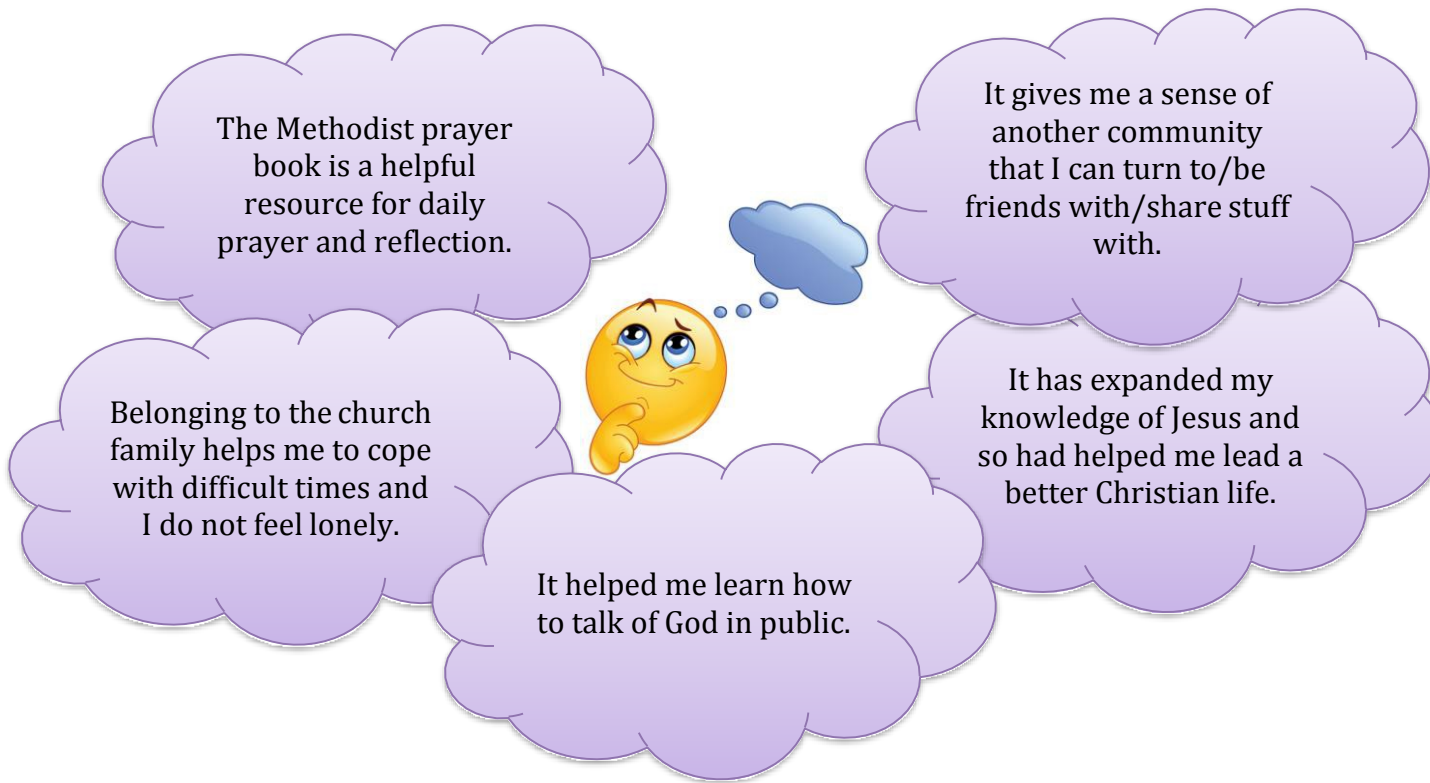 The Methodist prayer
book is a helpful
resource for daily
prayer and reflection.
It gives me a sense of
another community
that I can turn to/be
friends with/share stuff
with.
Belonging to the church
family helps me to cope
with difficult times and
I do not feel lonely.
It has expanded my
knowledge of Jesus and
so had helped me lead a
better Christian life.
It helped me learn how
to talk of God in public.